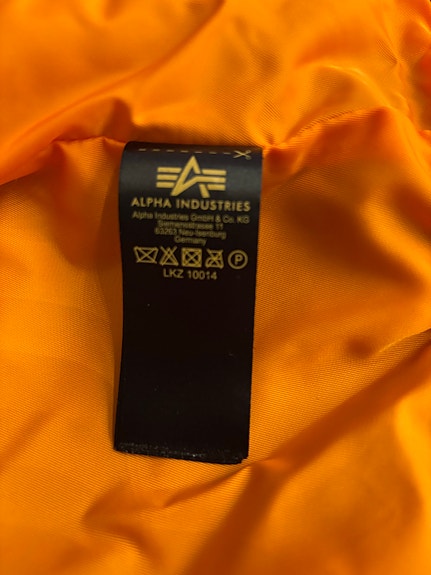 ALPHA INDUSTRIES
Alpha Industries GmbH & Co. KG
Siemensstrasse 11
63263 Neu-Isenburg
Germany
P
LKZ 10014